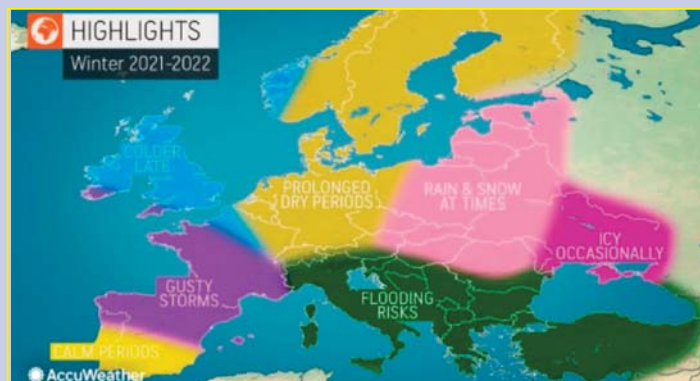 HIGHLIGHTS
Winter 2021-2022
COLDER
LATE
PROLONGED
DRY PERIODS
RAIN & SNOW
AT TIMES
ICY
OCCASIONALLY
GUSTY
STORMS
FLOODING
RISKS
CALM PERIODS
AccuWeather